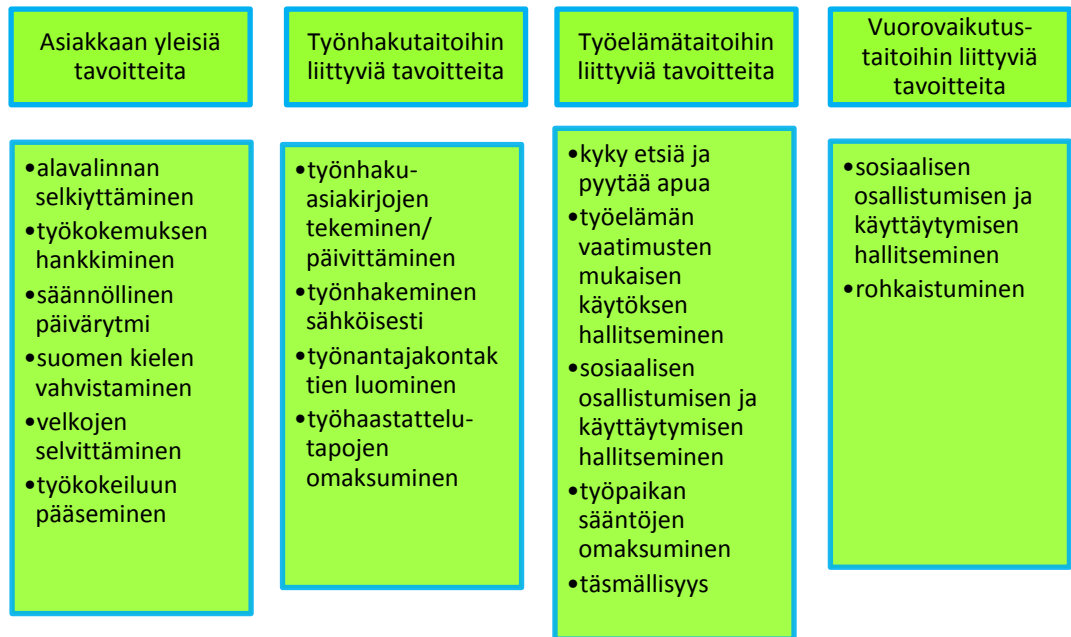 Asiakkaan yleisiä
tavoitteita
Työnhakutaitoihin
liittyviä tavoitteita
Työelämätaitoihin
liittyviä tavoitteita
Vuorovaikutus-
taitoihin liittyviä
tavoitteita
•alavalinnan
selkiyttäminen
•työkokemuksen
hankkiminen
•säännöllinen
päivärytmi
•suomen kielen
vahvistaminen
•velkojen
selvittäminen
•työkokeiluun
pääseminen
•työnhaku-
asiakirjojen
tekeminen/
päivittäminen
•työnhakeminen
sähköisesti
•työnantajakontak
tien luominen
•työhaastattelu-
tapojen
omaksuminen
•kyky etsiä ja
pyytää apua
•työelämän
vaatimusten
mukaisen
käytöksen
hallitseminen
•sosiaalisen
osallistumisen ja
käyttäytymisen
hallitseminen
•työpaikan
sääntöjen
omaksuminen
•täsmällisyys
•sosiaalisen
osallistumisen ja
käyttäytymisen
hallitseminen
•rohkaistuminen